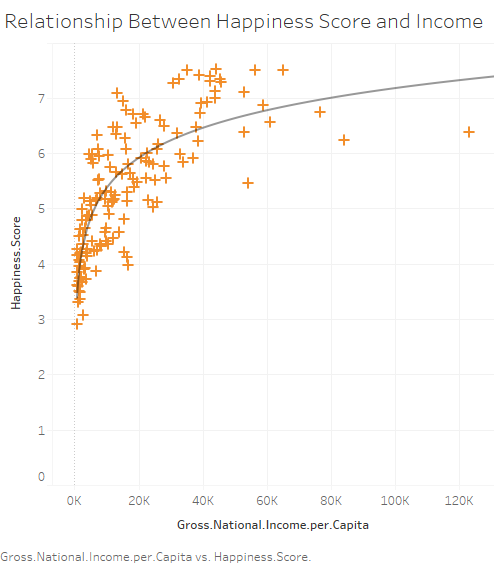 Relationship Between Happiness Score and Income
7
6
5
4
3
2
1
0
Happiness.Score
0K 20K 40K 60K 80K 100K 120K
Gross.National.Income.per.Capita
Gross.National.Income.per.Capita vs. Happiness.Score.